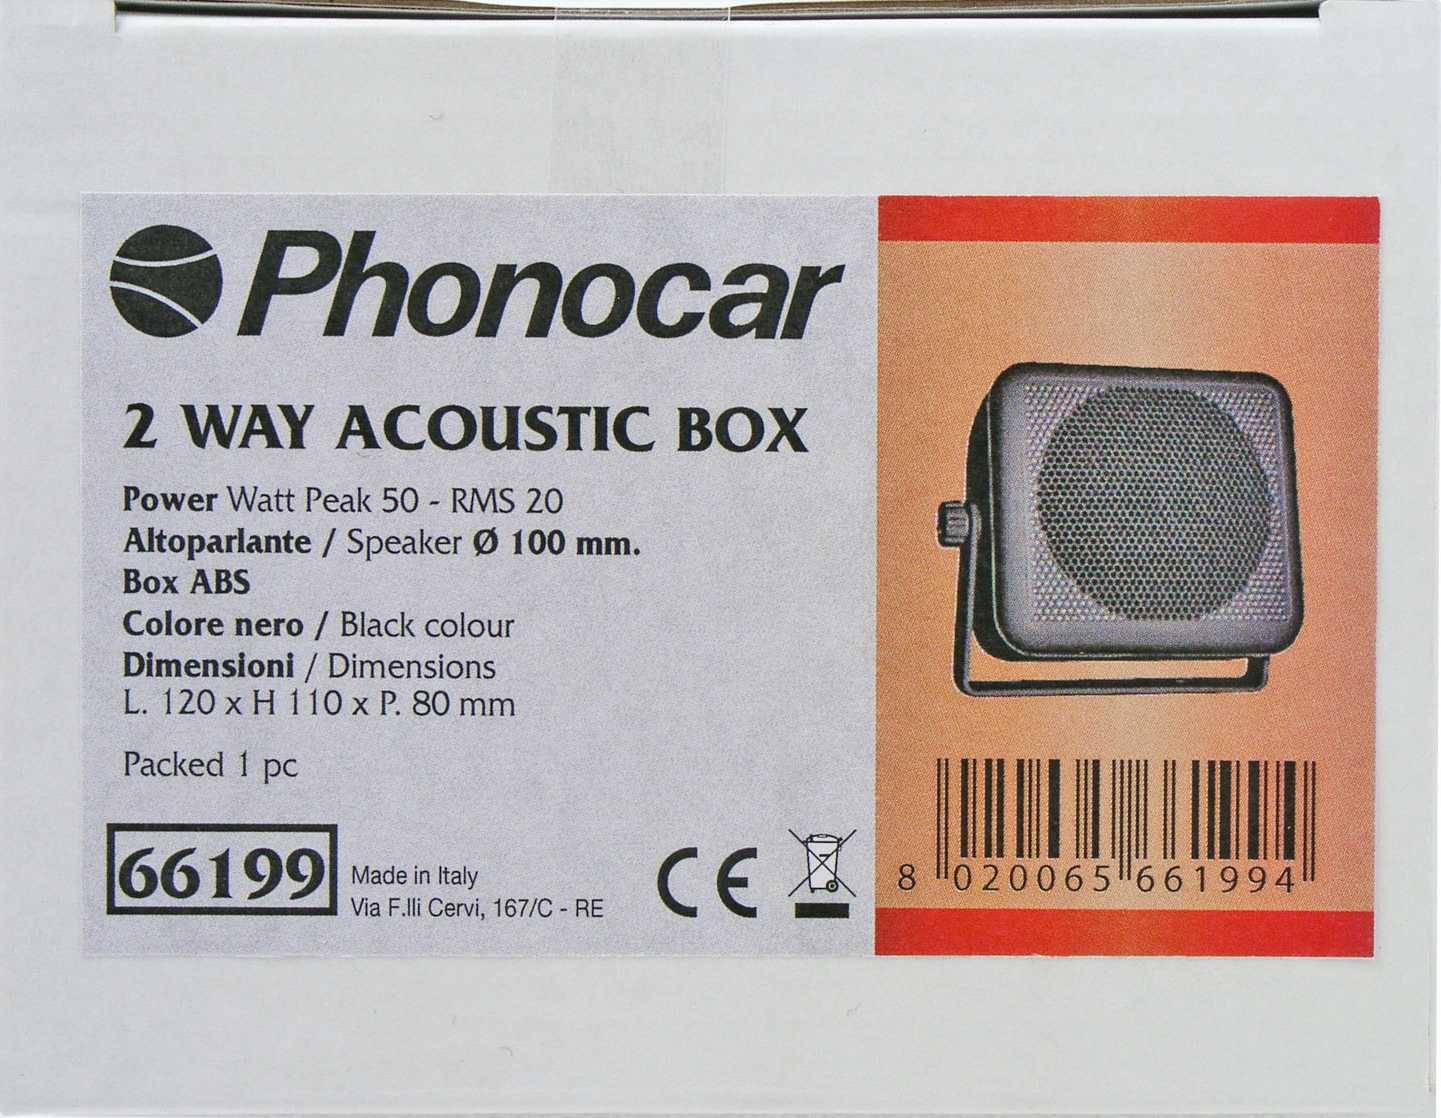 Phonocar
2 WAY ACOUSTIC BOX
Power Watt Peak 50 - RMS 20
Altoparlante / Speaker Ø 100 mm.
Box ABS
Colore nero / Black colour
Dimensioni / Dimensions
L. 120 x H 110 x P. 80 mm
Packed 1 pc
66199
Made in Italy
Via F.lli Cervi, 167/C - RE
CE
8 020065 661994